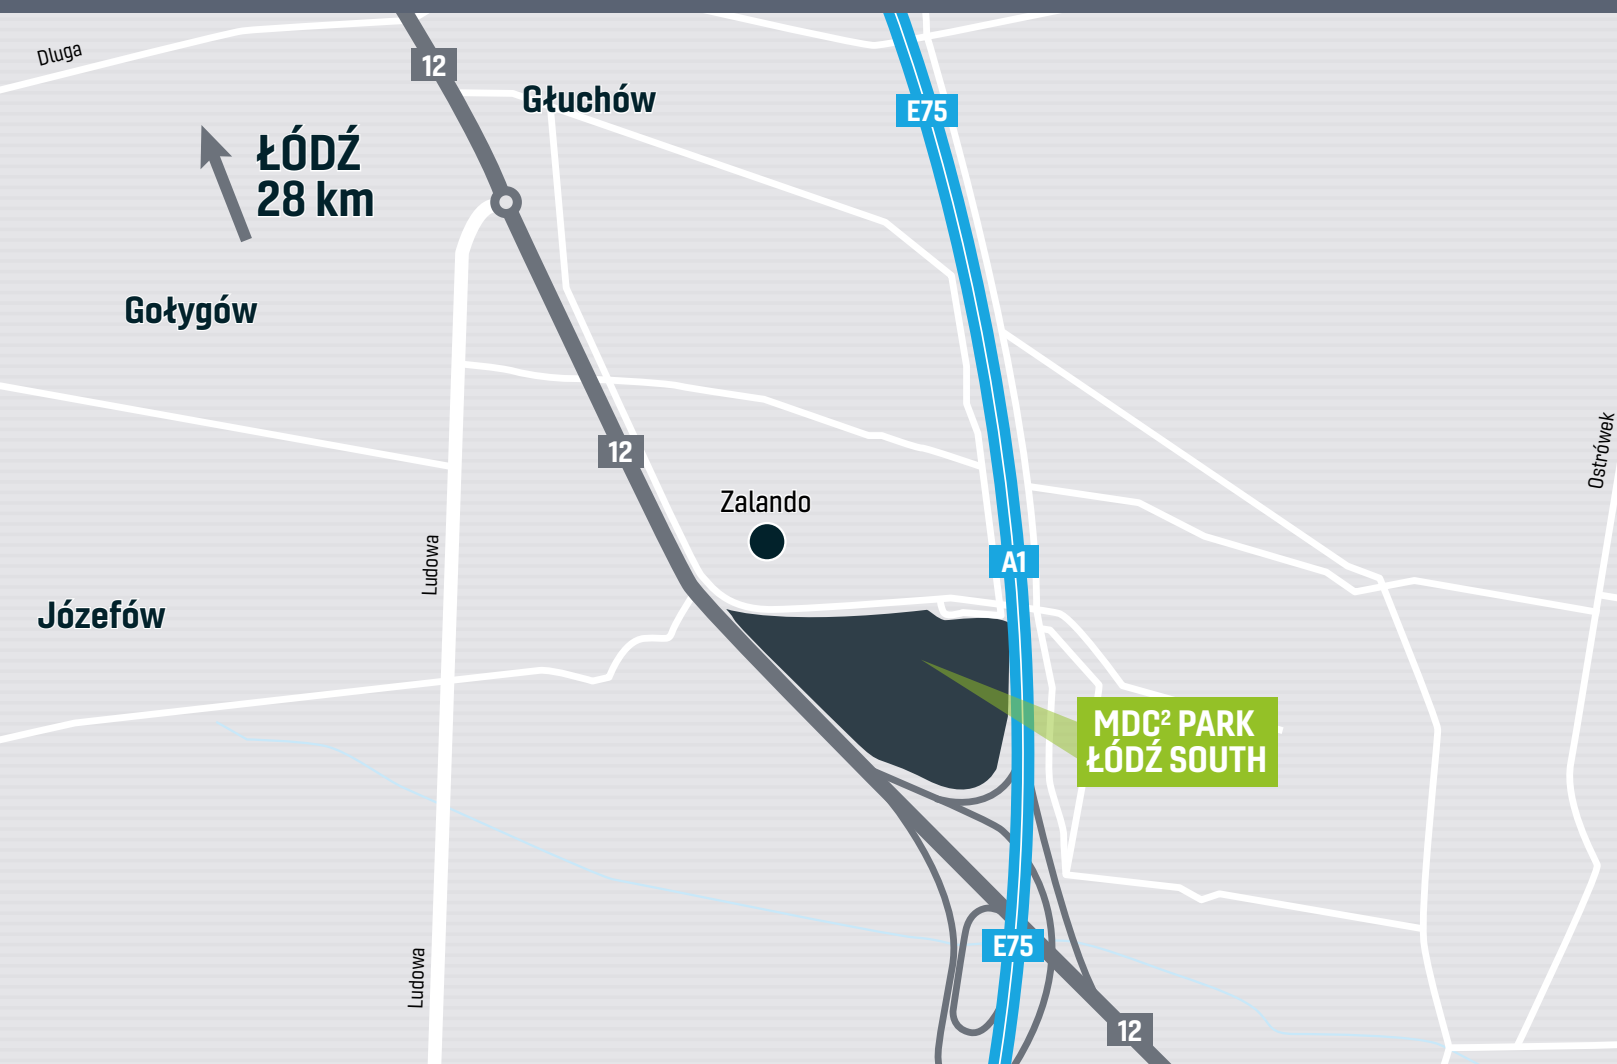 Dluga
12
Głuchów
E75
ŁÓDŹ
28 km
Gołygów
12
Ostrówek
Zalando
Ludowa
A1
Józefów
MDC² PARK
ŁÓDŹ SOUTH
E75
Ludowa
12